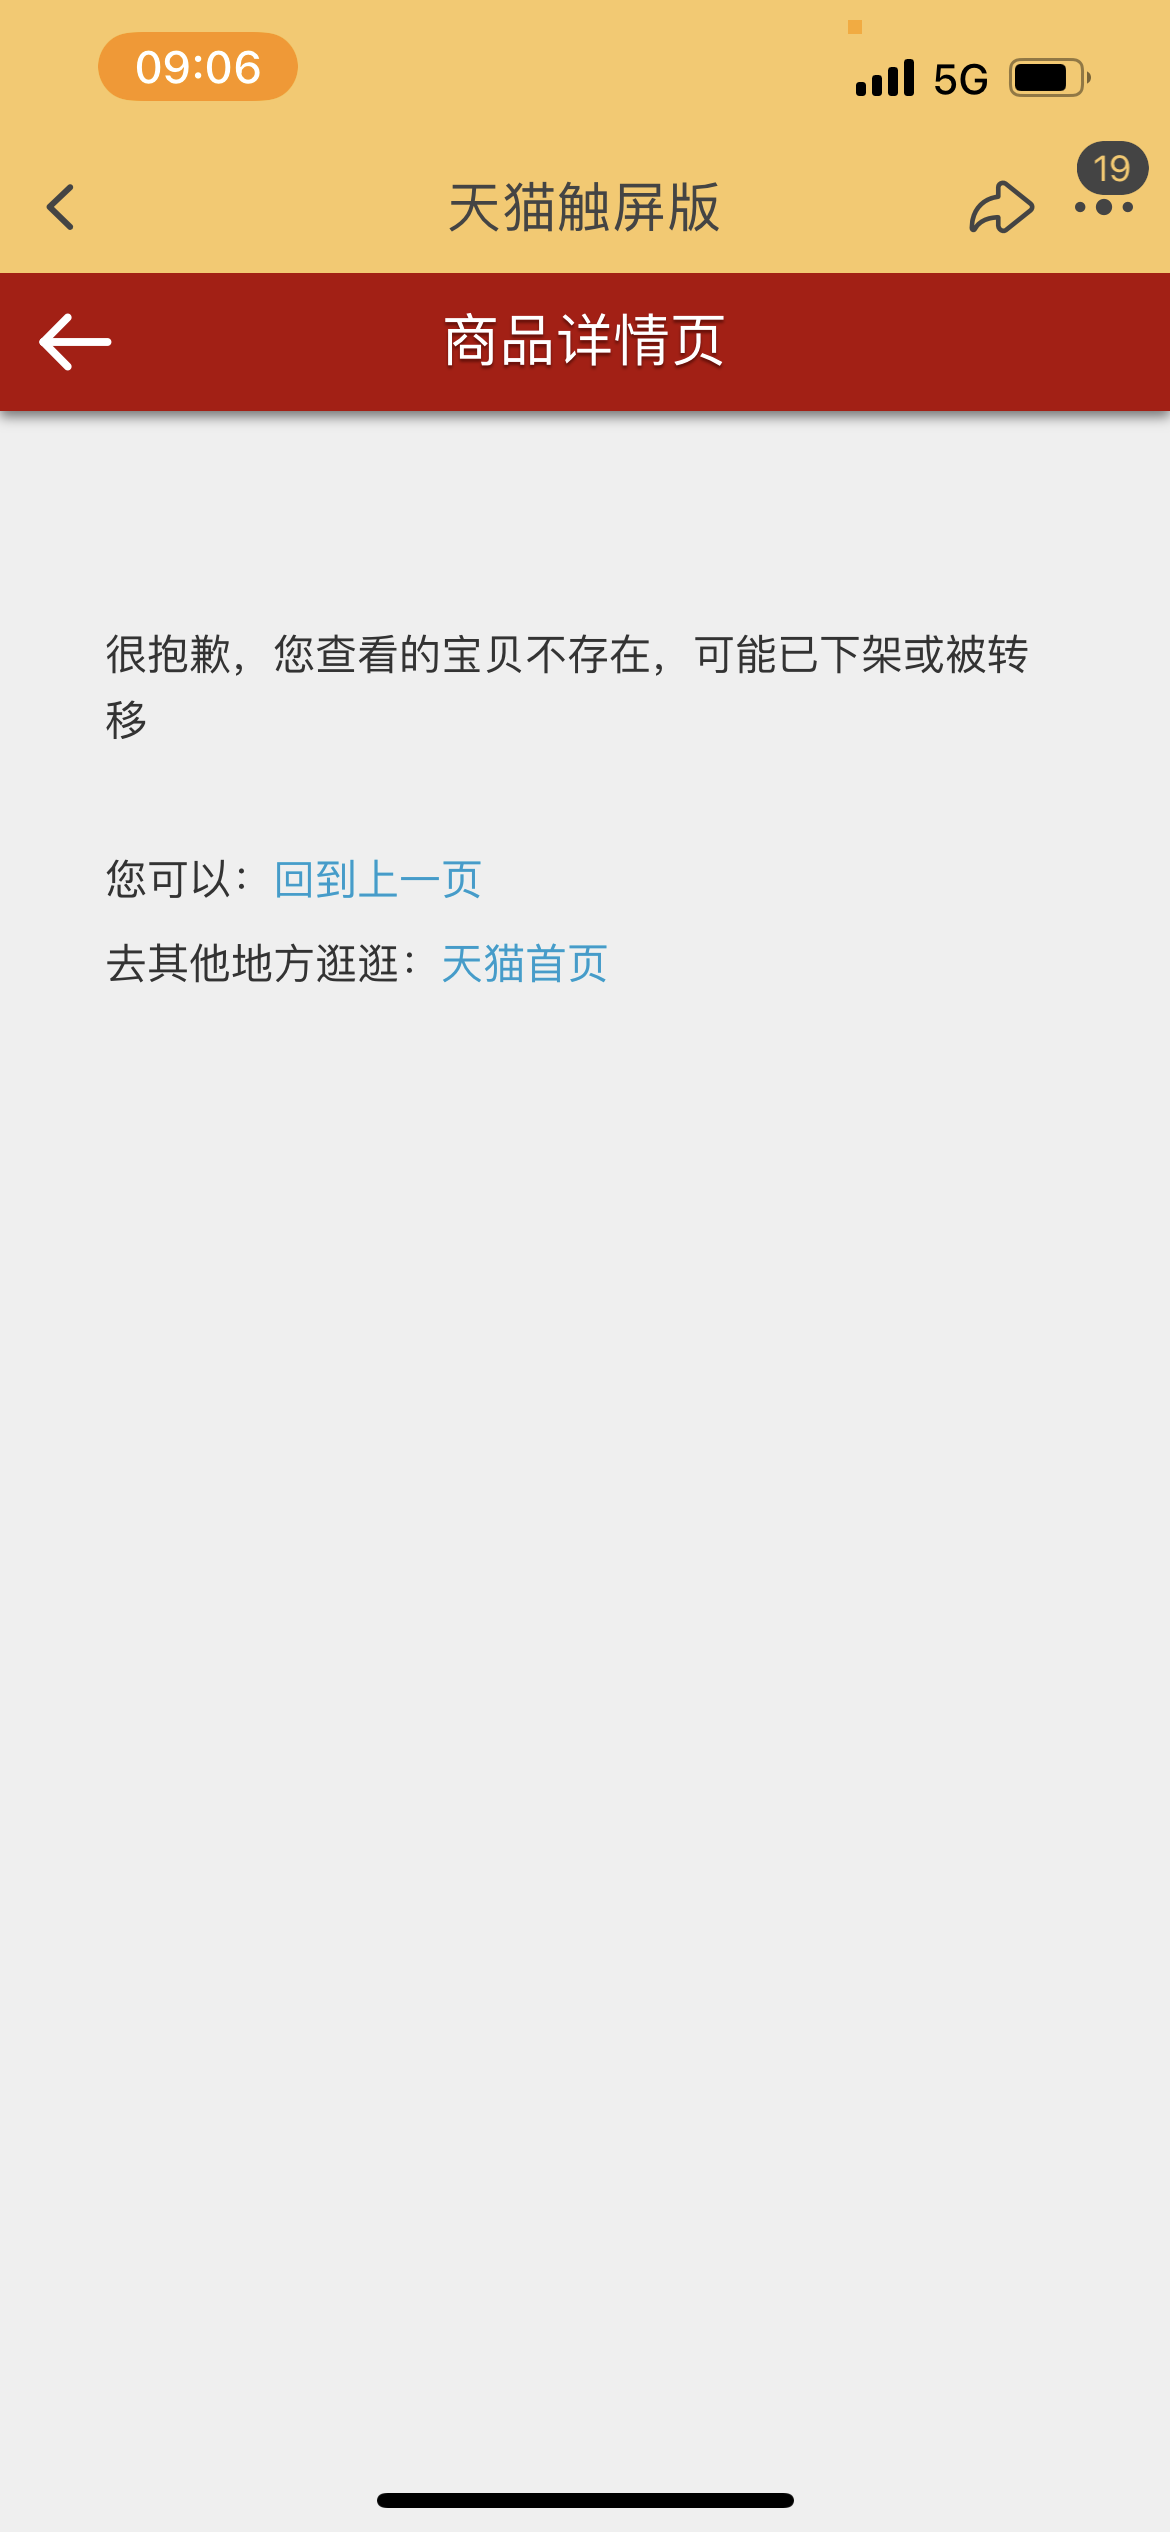 09:06
5G
天猫触屏版
19
商品详情页
很抱歉，您查看的宝贝不存在，可能已下架或被转
移
您可以：回到上一页
去其他地方逛逛：天猫首页